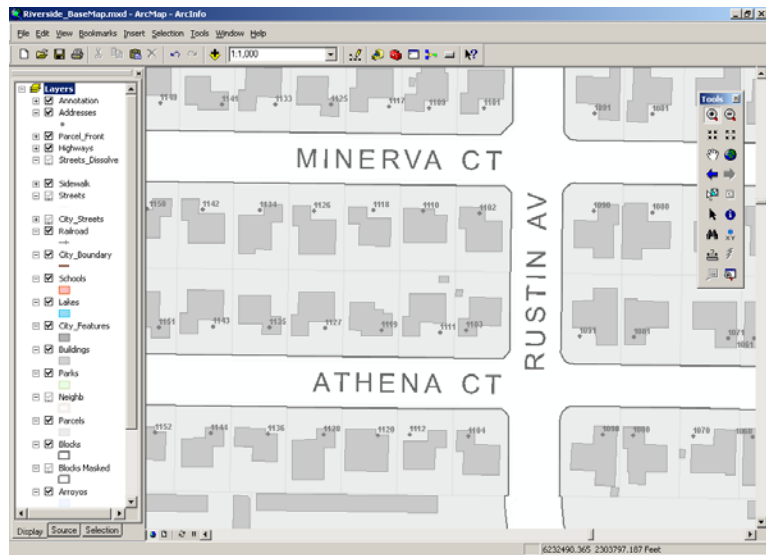 Riverside_BaseMap.mxd - ArcMap - ArcInfo
File Edit View Bookmarks Insert Selection Tools Window Help
1:1,000
Layers
Annotation
Addresses
Parcel_Front
Highways
Streets_Dissolve
Sidewalk
Streets
City_Streets
Railroad
City_Boundary
Schools
Lakes
City_Features
Buildings
Parks
Neighb
Parcels
Blocks
Blocks Masked
Arroyos
Display Source Selection
Tools
XY
1149 1141 1133 1125 1117 1109 1101 1091 1081
MINERVA CT
RUSTIN AV
1150 1142 1134 1126 1118 1110 1102 1090 1080
1151 1143 1135 1127 1119 1111 1103 1091 1081 1071 1061
ATHENA CT
1152 1144 1136 1128 1120 1112 1104 1090 1080 1070 1060
6232490.365 2303797.187 Feet